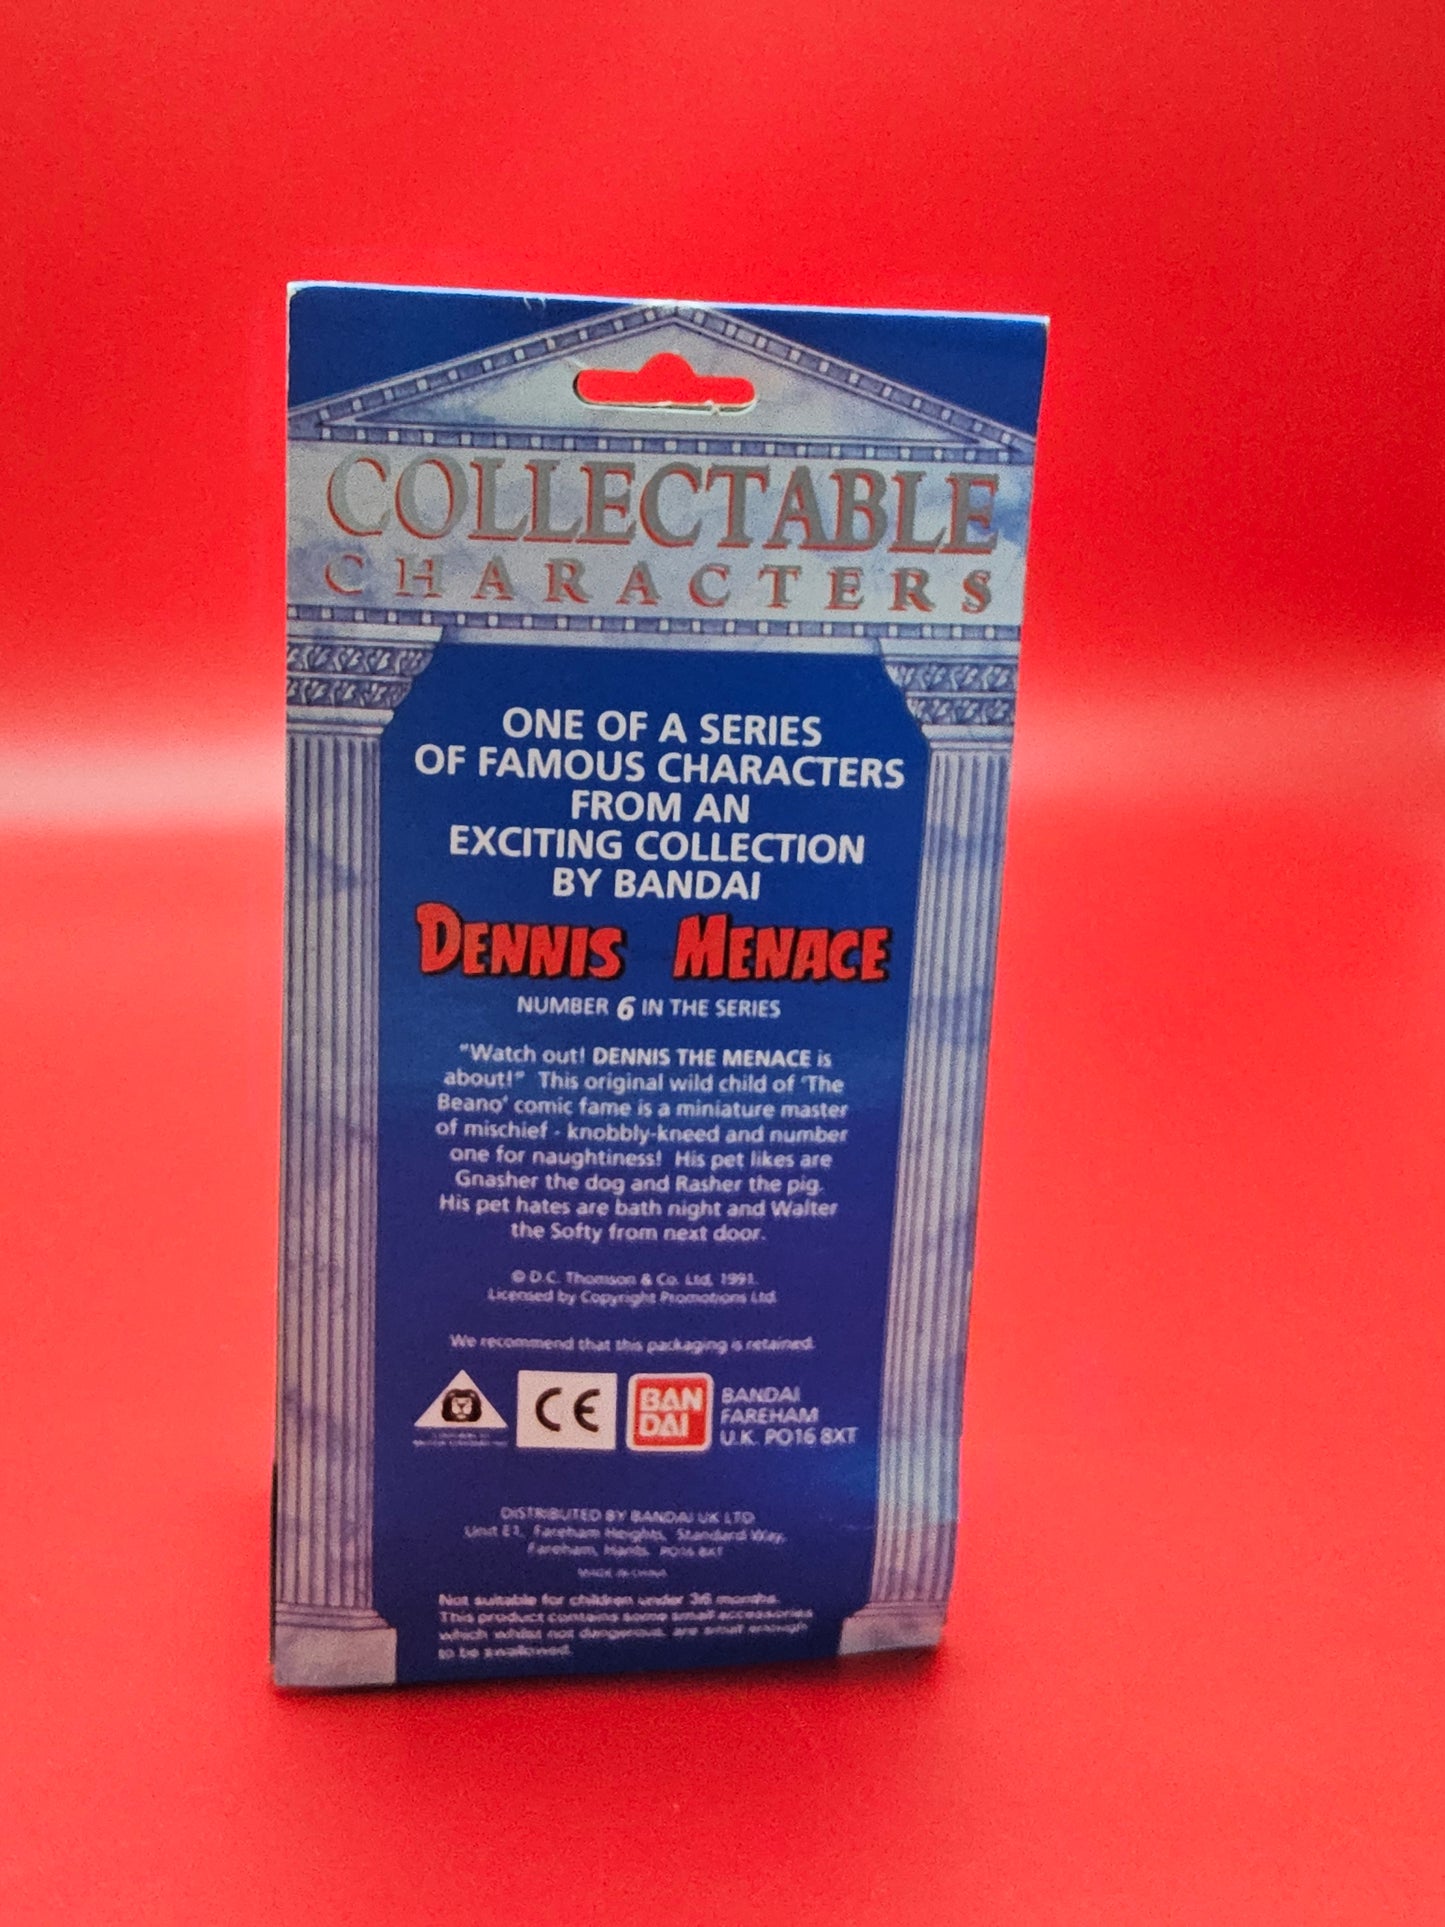 COLLECTABLE
CHARACTERS
ONE OF A SERIES
OF FAMOUS CHARACTERS
FROM AN
EXCITING COLLECTION
BY BANDAI
DENNIS MENACE
NUMBER 6 IN THE SERIES
"Watch out! DENNIS THE MENACE is
about!" This original wild child of 'The
Beano' comic fame is a miniature master
of mischief - knobbly-kneed and number
one for naughtiness! His pet likes are
Gnasher the dog and Rasher the pig.
His pet hates are bath night and Walter
the Softy from next door.
© D.C. Thomson & Co. Ltd, 1991.
Licensed by Copyright Promotions Ltd.
We recommend that this packaging is retained.
CE
BAN
DAI
BANDAI
FAREHAM
U.K. PO16 8XT
DISTRIBUTED BY BANDAI UK LTD
Unit E1, Fareham Heights, Standard Way,
Fareham, Hants. PO16 8XT
MADE IN CHINA
Not suitable for children under 36 months.
This product contains some small accessories
which whilst not dangerous, are small enough
to be swallowed.